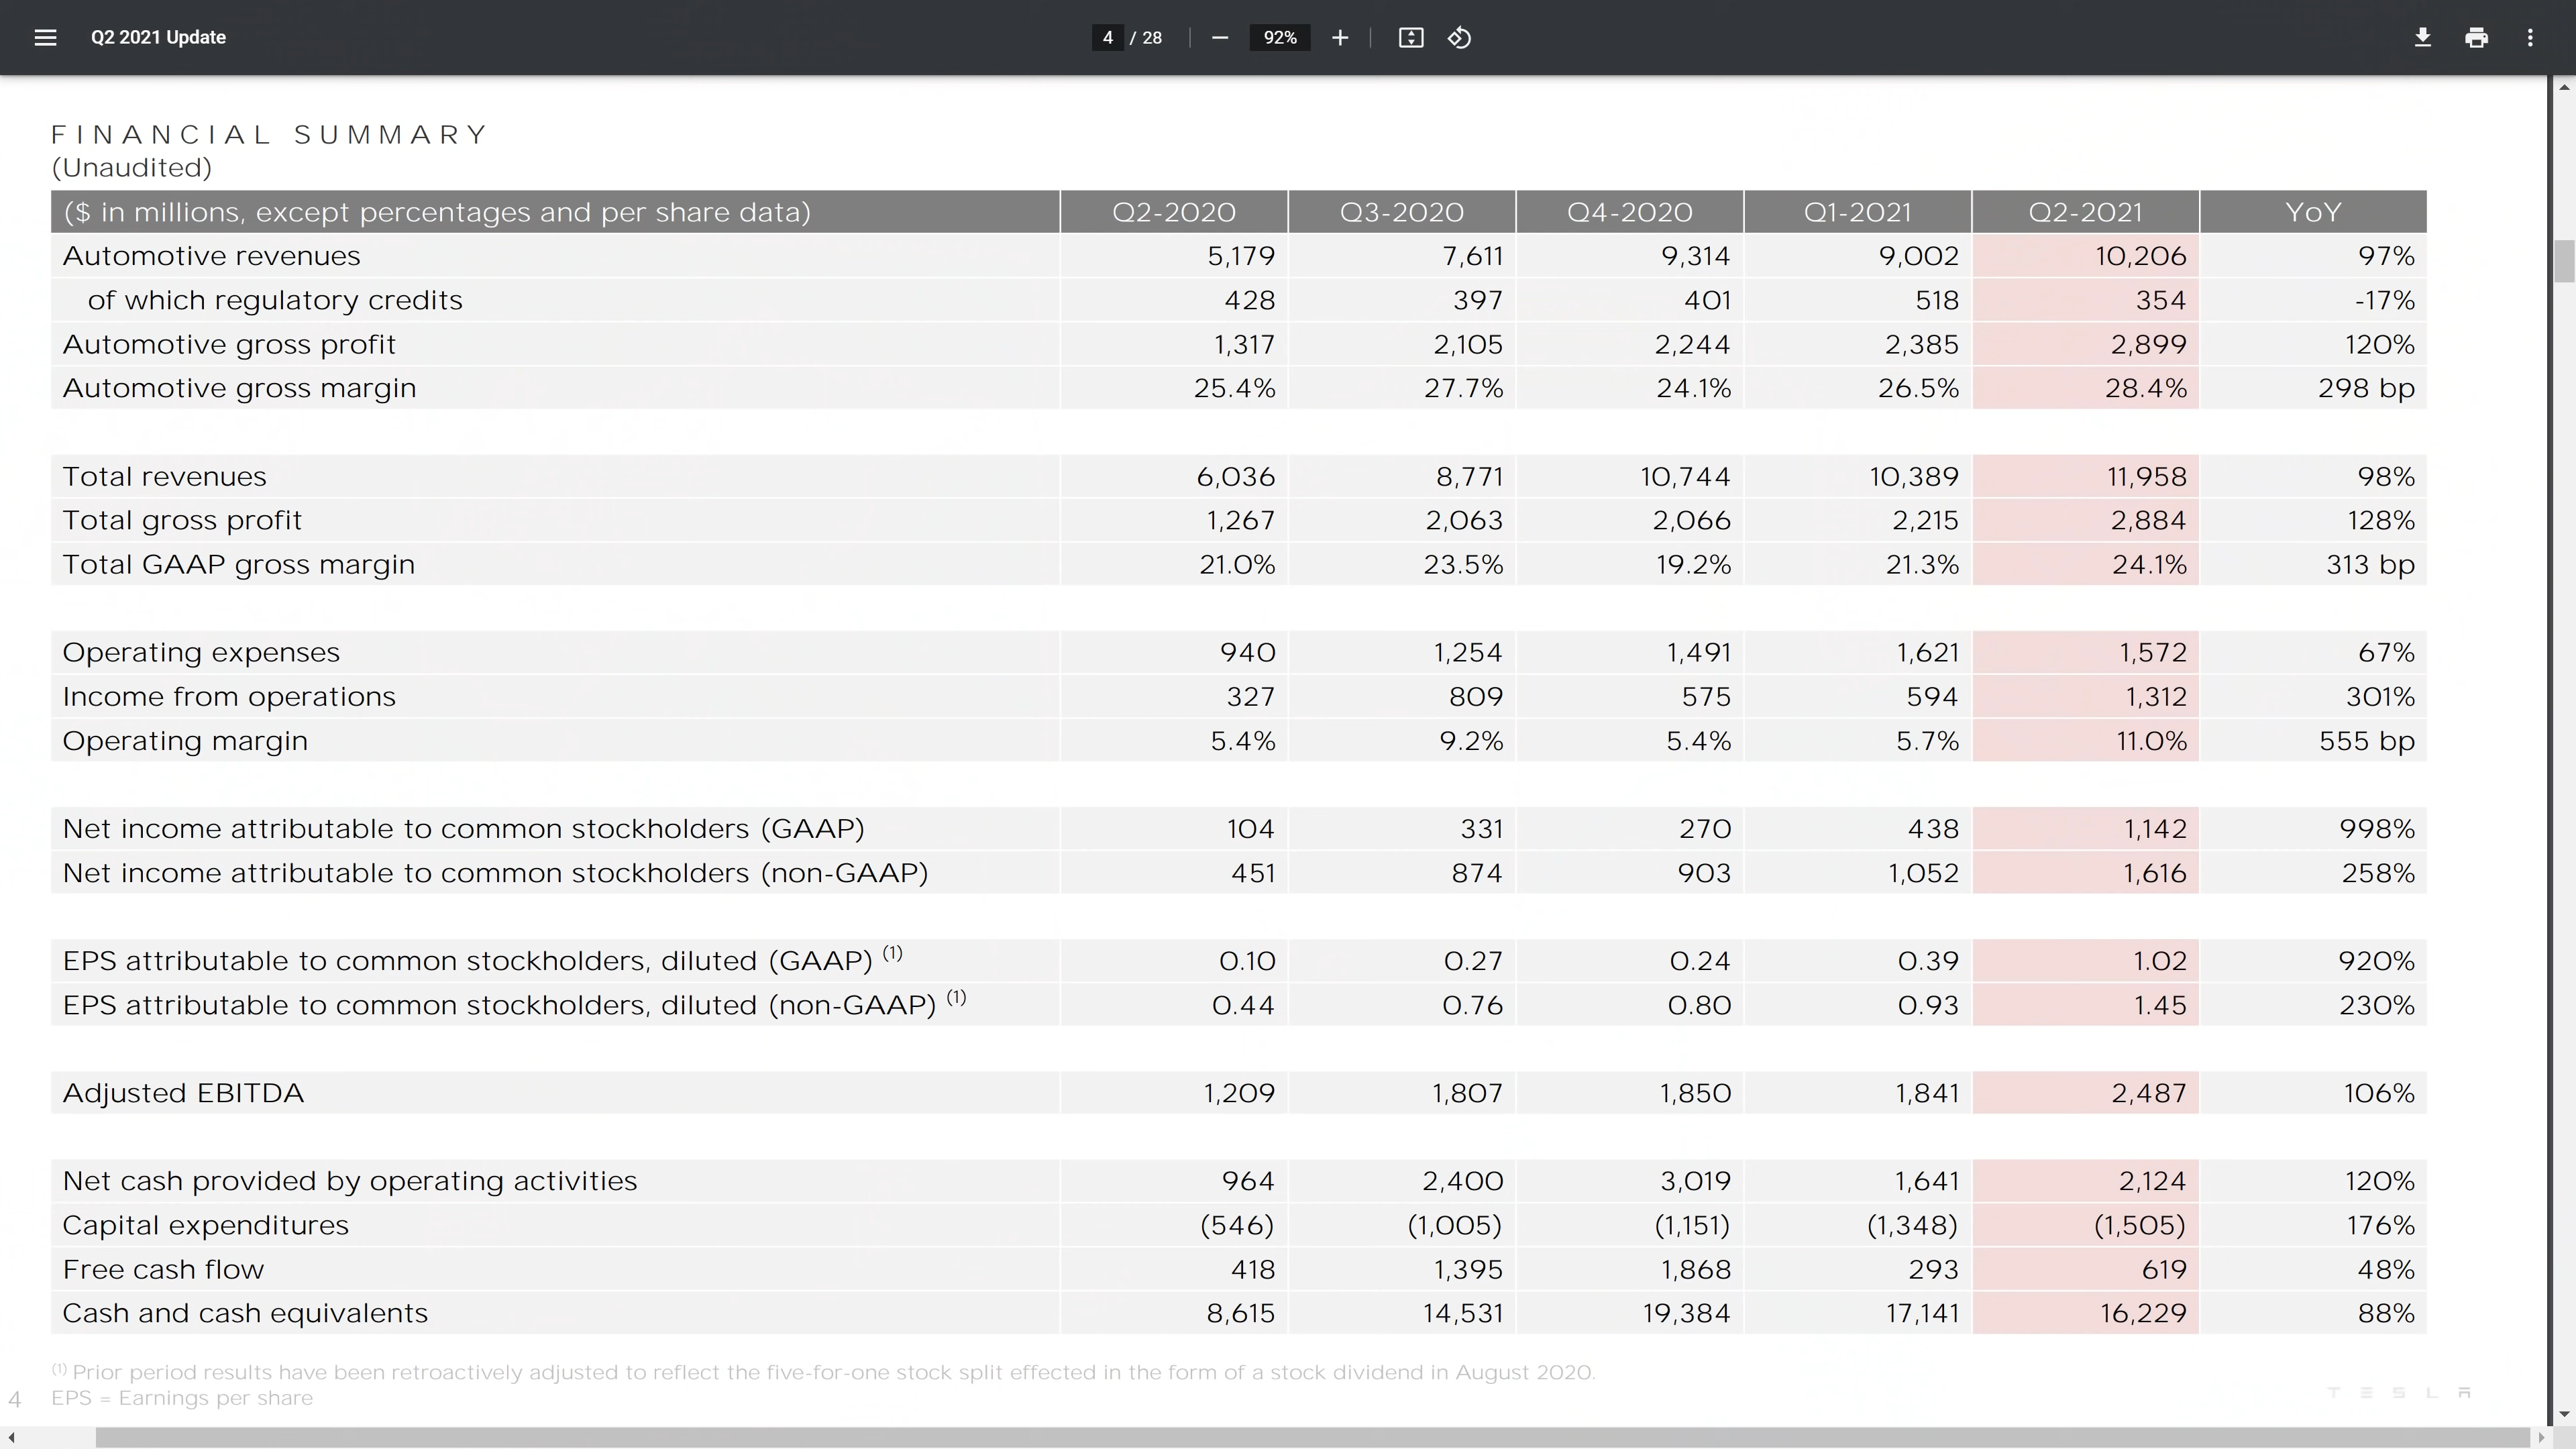 Q2 2021 Update
4 / 28
92%
FINANCIAL SUMMARY
(Unaudited)
($ in millions, except percentages and per share data) Q2-2020 Q3-2020 Q4-2020 Q1-2021 Q2-2021 YoY
Automotive revenues 5,179 7,611 9,314 9,002 10,206 97%
of which regulatory credits 428 397 401 518 354 -17%
Automotive gross profit 1,317 2,105 2,244 2,385 2,899 120%
Automotive gross margin 25.4% 27.7% 24.1% 26.5% 28.4% 298 bp
Total revenues 6,036 8,771 10,744 10,389 11,958 98%
Total gross profit 1,267 2,063 2,066 2,215 2,884 128%
Total GAAP gross margin 21.0% 23.5% 19.2% 21.3% 24.1% 313 bp
Operating expenses 940 1,254 1,491 1,621 1,572 67%
Income from operations 327 809 575 594 1,312 301%
Operating margin 5.4% 9.2% 5.4% 5.7% 11.0% 555 bp
Net income attributable to common stockholders (GAAP) 104 331 270 438 1,142 998%
Net income attributable to common stockholders (non-GAAP) 451 874 903 1,052 1,616 258%
EPS attributable to common stockholders, diluted (GAAP) (1) 0.10 0.27 0.24 0.39 1.02 920%
EPS attributable to common stockholders, diluted (non-GAAP) (1) 0.44 0.76 0.80 0.93 1.45 230%
Adjusted EBITDA 1,209 1,807 1,850 1,841 2,487 106%
Net cash provided by operating activities 964 2,400 3,019 1,641 2,124 120%
Capital expenditures (546) (1,005) (1,151) (1,348) (1,505) 176%
Free cash flow 418 1,395 1,868 293 619 48%
Cash and cash equivalents 8,615 14,531 19,384 17,141 16,229 88%
(1) Prior period results have been retroactively adjusted to reflect the five-for-one stock split effected in the form of a stock dividend in August 2020.
4 EPS = Earnings per share
TESLA